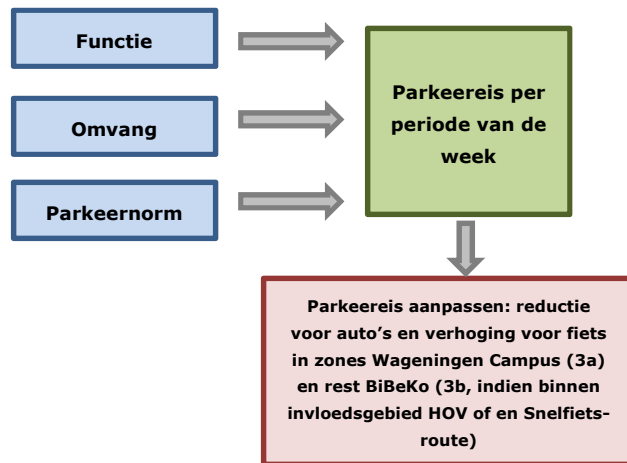 Functie
Omvang
Parkeernorm
Parkeereis per
periode van de
week
Parkeereis aanpassen: reductie
voor auto’s en verhoging voor fiets
in zones Wageningen Campus (3a)
en rest BiBeKo (3b, indien binnen
invloedsgebied HOV of en Snelfiets-
route)